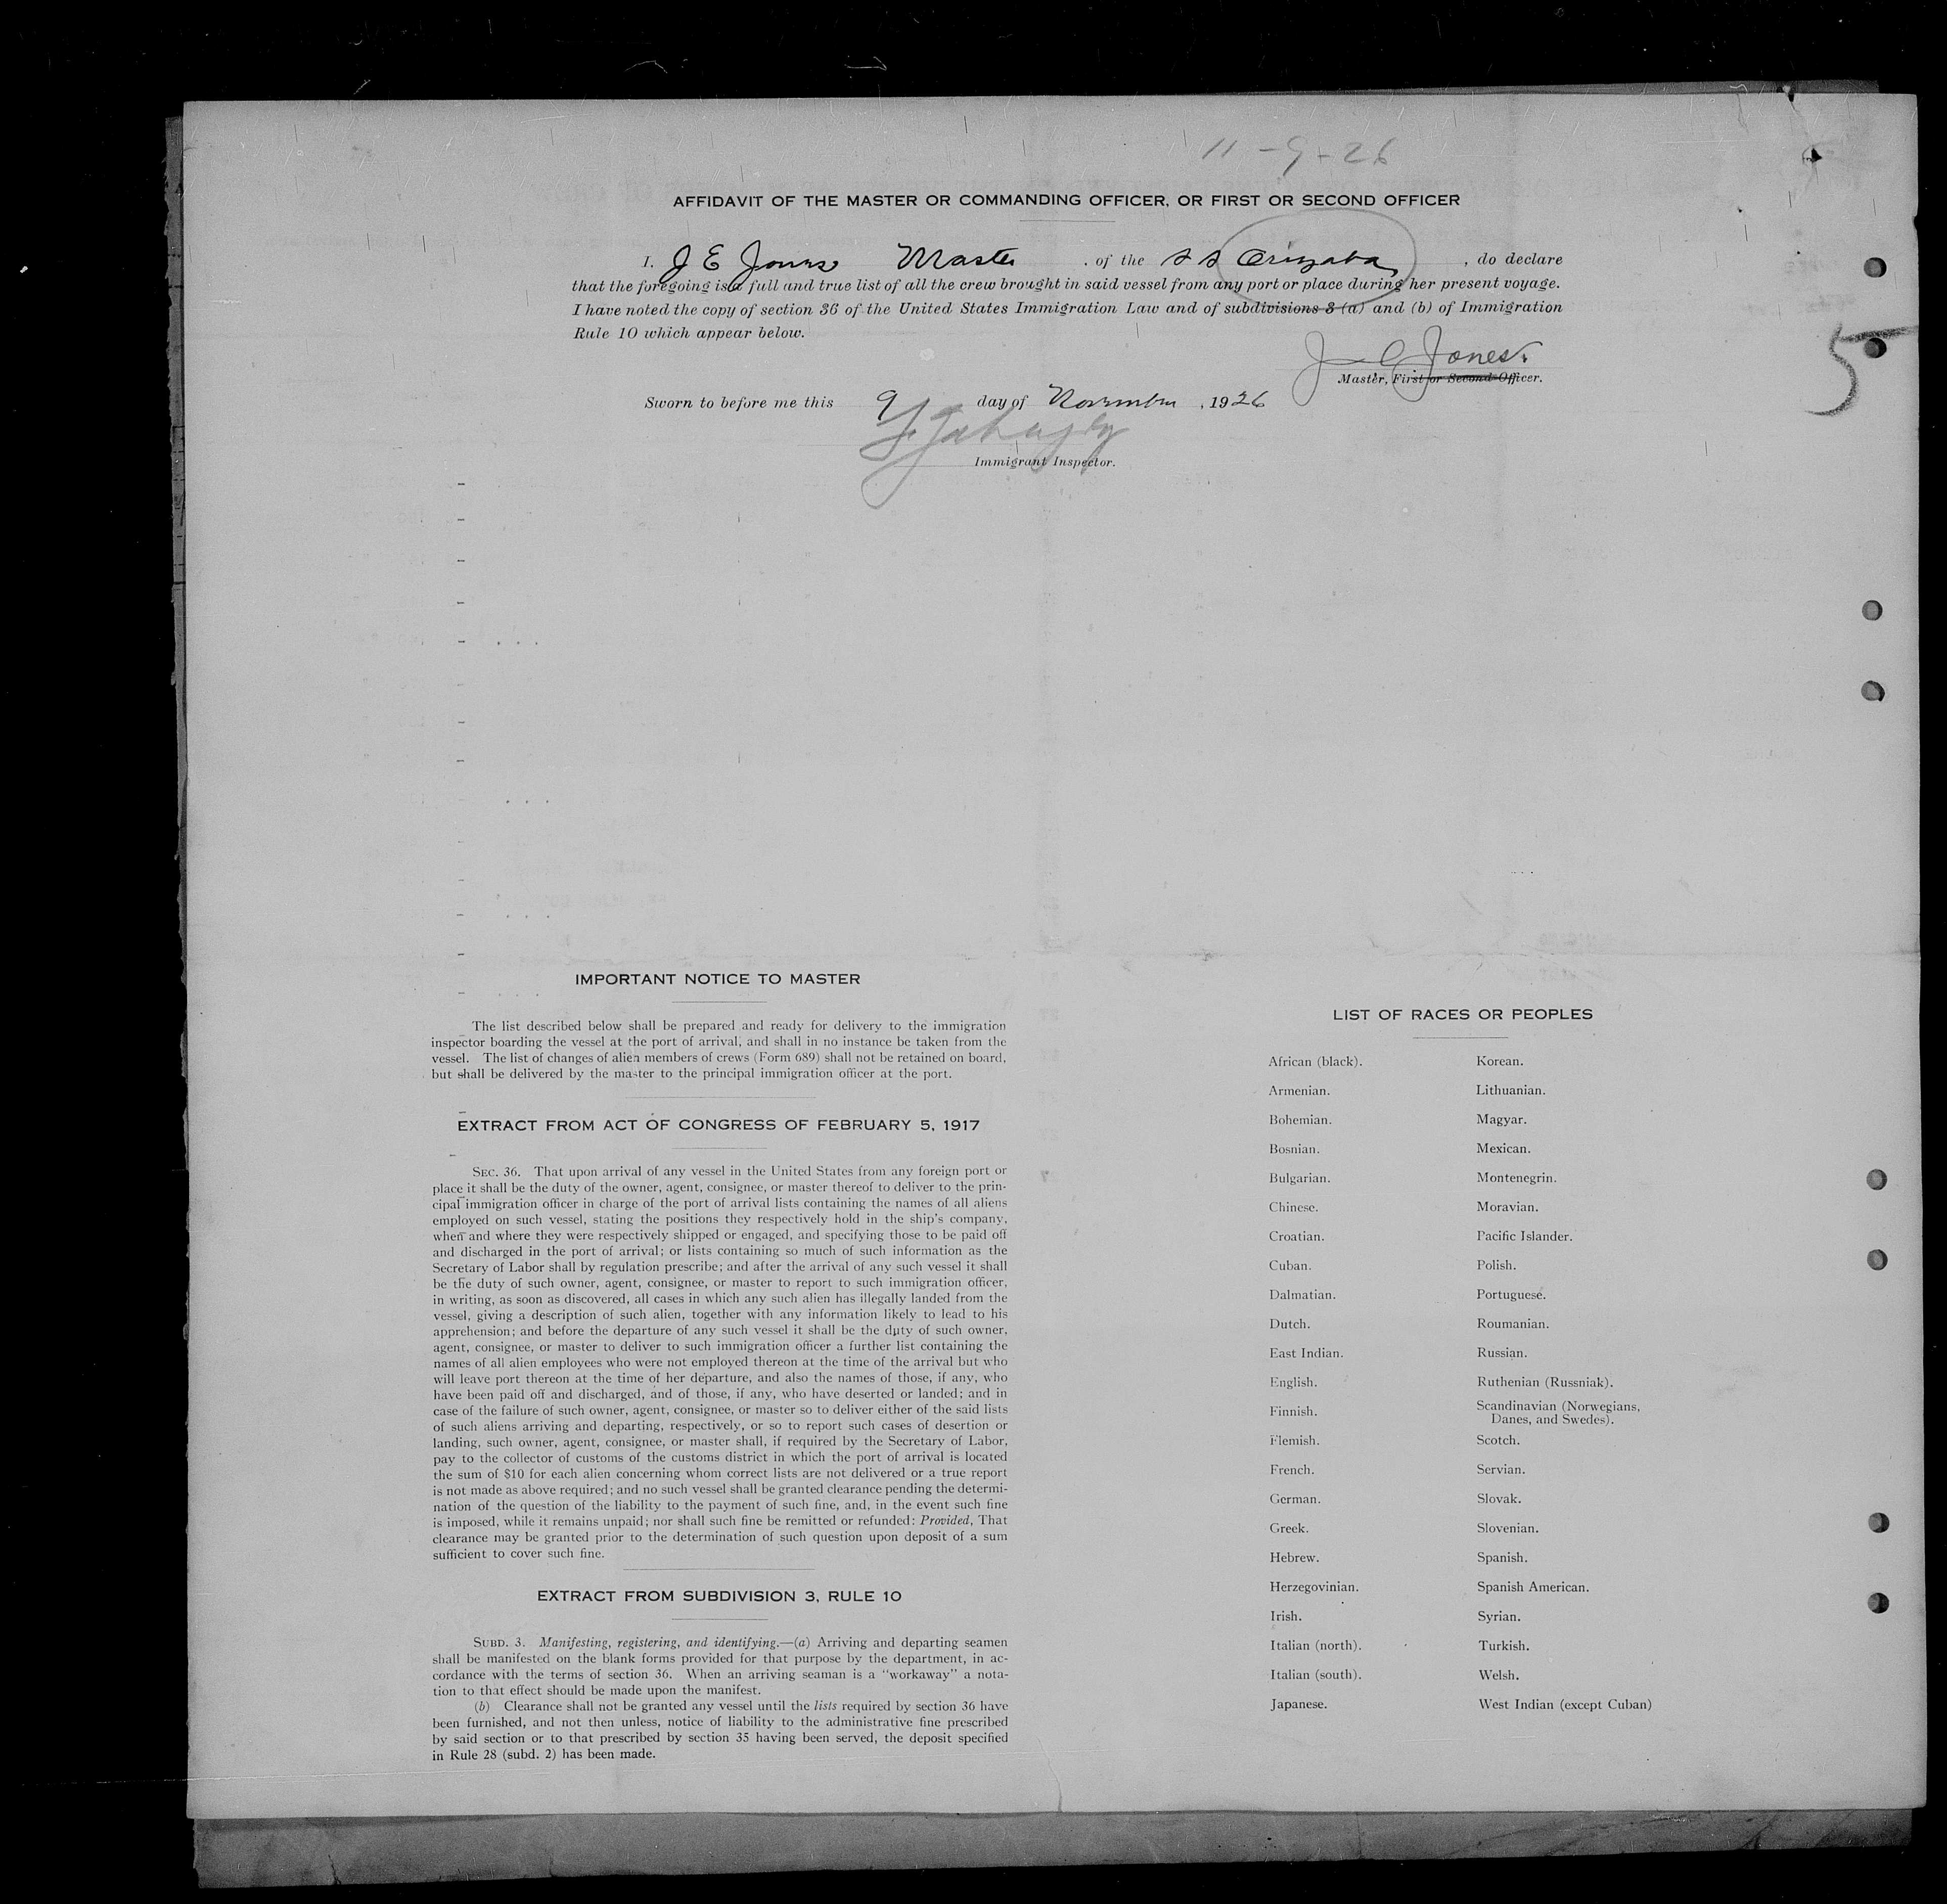 11-9-26
AFFIDAVIT OF THE MASTER OR COMMANDING OFFICER, OR FIRST OR SECOND OFFICER
I, J E Jones Master, of the S S Orizaba, do declare
that the foregoing is a full and true list of all the crew brought in said vessel from any port or place during her present voyage.
I have noted the copy of section 36 of the United States Immigration Law and of subdivisions 3 (a) and (b) of Immigration
Rule 10 which appear below.
5
J E Jones.
Master, First or Second Officer.
Sworn to before me this 9 day of November, 1926
Immigrant Inspector.
IMPORTANT NOTICE TO MASTER
The list described below shall be prepared and ready for delivery to the immigration
inspector boarding the vessel at the port of arrival, and shall in no instance be taken from the
vessel. The list of changes of alien members of crews (Form 689) shall not be retained on board,
but shall be delivered by the master to the principal immigration officer at the port.
EXTRACT FROM ACT OF CONGRESS OF FEBRUARY 5, 1917
SEC. 36. That upon arrival of any vessel in the United States from any foreign port or
place it shall be the duty of the owner, agent, consignee, or master thereof to deliver to the prin-
cipal immigration officer in charge of the port of arrival lists containing the names of all aliens
employed on such vessel, stating the positions they respectively hold in the ship's company,
when and where they were respectively shipped or engaged, and specifying those to be paid off
and discharged in the port of arrival; or lists containing so much of such information as the
Secretary of Labor shall by regulation prescribe; and after the arrival of any such vessel it shall
be the duty of such owner, agent, consignee, or master to report to such immigration officer,
in writing, as soon as discovered, all cases in which any such alien has illegally landed from the
vessel, giving a description of such alien, together with any information likely to lead to his
apprehension; and before the departure of any such vessel it shall be the duty of such owner,
agent, consignee, or master to deliver to such immigration officer a further list containing the
names of all alien employees who were not employed thereon at the time of the arrival but who
will leave port thereon at the time of her departure, and also the names of those, if any, who
have been paid off and discharged, and of those, if any, who have deserted or landed; and in
case of the failure of such owner, agent, consignee, or master so to deliver either of the said lists
of such aliens arriving and departing, respectively, or so to report such cases of desertion or
landing, such owner, agent, consignee, or master shall, if required by the Secretary of Labor,
pay to the collector of customs of the customs district in which the port of arrival is located
the sum of $10 for each alien concerning whom correct lists are not delivered or a true report
is not made as above required; and no such vessel shall be granted clearance pending the determi-
nation of the question of the liability to the payment of such fine, and, in the event such fine
is imposed, while it remains unpaid; nor shall such fine be remitted or refunded: Provided, That
clearance may be granted prior to the determination of such question upon deposit of a sum
sufficient to cover such fine.
EXTRACT FROM SUBDIVISION 3, RULE 10
SUBD. 3. Manifesting, registering, and identifying.—(a) Arriving and departing seamen
shall be manifested on the blank forms provided for that purpose by the department, in ac-
cordance with the terms of section 36. When an arriving seaman is a "workaway" a nota-
tion to that effect should be made upon the manifest.
(b) Clearance shall not be granted any vessel until the lists required by section 36 have
been furnished, and not then unless, notice of liability to the administrative fine prescribed
by said section or to that prescribed by section 35 having been served, the deposit specified
in Rule 28 (subd. 2) has been made.
LIST OF RACES OR PEOPLES
African (black).
Armenian.
Bohemian.
Bosnian.
Bulgarian.
Chinese.
Croatian.
Cuban.
Dalmatian.
Dutch.
East Indian.
English.
Finnish.
Flemish.
French.
German.
Greek.
Hebrew.
Herzegovinian.
Irish.
Italian (north).
Italian (south).
Japanese.
Korean.
Lithuanian.
Magyar.
Mexican.
Montenegrin.
Moravian.
Pacific Islander.
Polish.
Portuguese.
Roumanian.
Russian.
Ruthenian (Russniak).
Scandinavian (Norwegians,
Danes, and Swedes).
Scotch.
Servian.
Slovak.
Slovenian.
Spanish.
Spanish American.
Syrian.
Turkish.
Welsh.
West Indian (except Cuban)